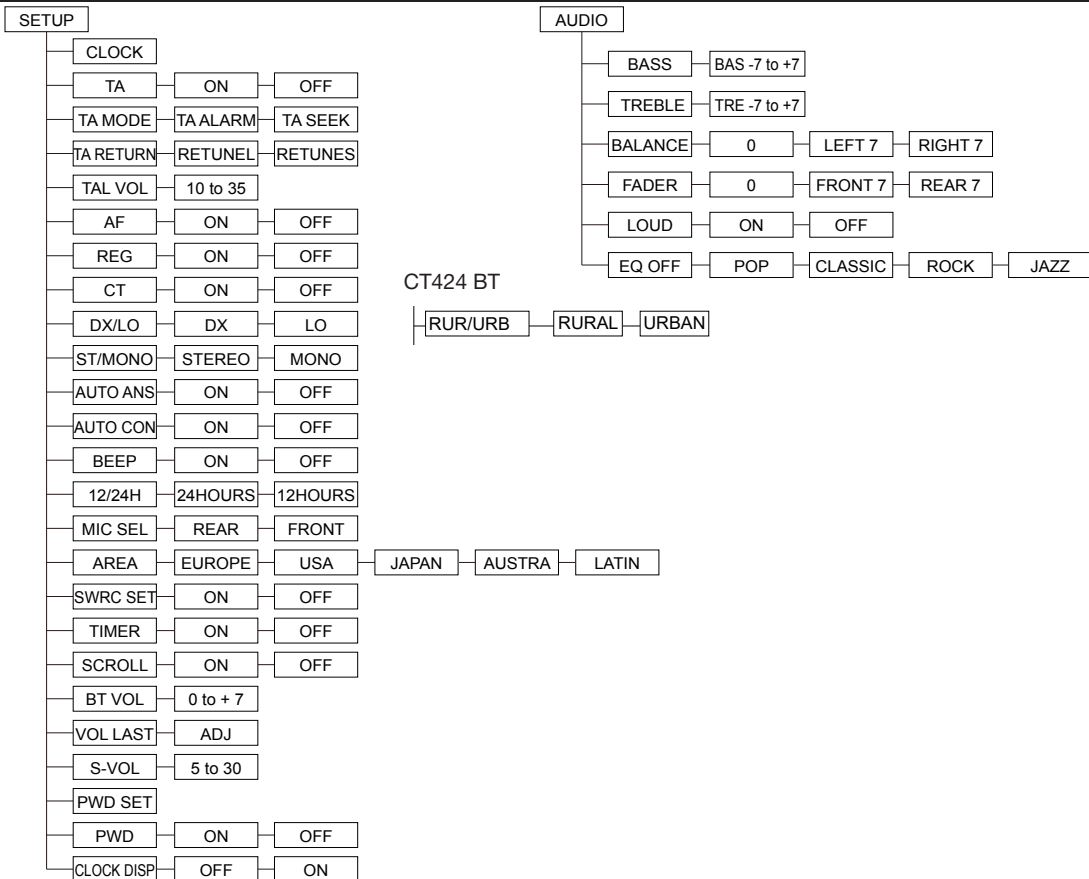 SETUP
CLOCK
TA ON OFF
TA MODE TA ALARM TA SEEK
TA RETURN RETUNEL RETUNES
TAL VOL 10 to 35
AF ON OFF
REG ON OFF
CT ON OFF
DX/LO DX LO
ST/MONO STEREO MONO
AUTO ANS ON OFF
AUTO CON ON OFF
BEEP ON OFF
12/24H 24HOURS 12HOURS
MIC SEL REAR FRONT
AREA EUROPE USA JAPAN AUSTRA LATIN
SWRC SET ON OFF
TIMER ON OFF
SCROLL ON OFF
BT VOL 0 to + 7
VOL LAST ADJ
S-VOL 5 to 30
PWD SET
PWD ON OFF
CLOCK DISP OFF ON
AUDIO
BASS BAS -7 to +7
TREBLE TRE -7 to +7
BALANCE 0 LEFT 7 RIGHT 7
FADER 0 FRONT 7 REAR 7
LOUD ON OFF
EQ OFF POP CLASSIC ROCK JAZZ
CT424 BT
RUR/URB RURAL URBAN